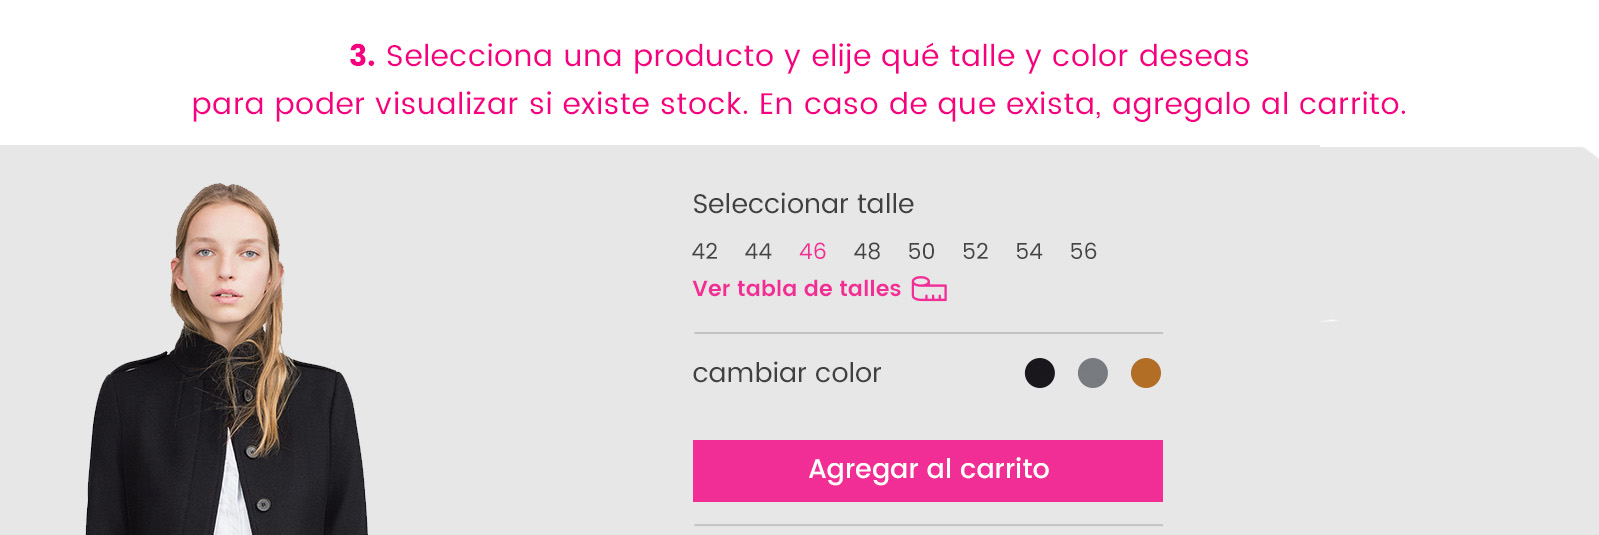 3. Selecciona una producto y elije qué talle y color deseas
para poder visualizar si existe stock. En caso de que exista, agregalo al carrito.
Seleccionar talle
42 44 46 48 50 52 54 56
Ver tabla de talles
cambiar color
Agregar al carrito